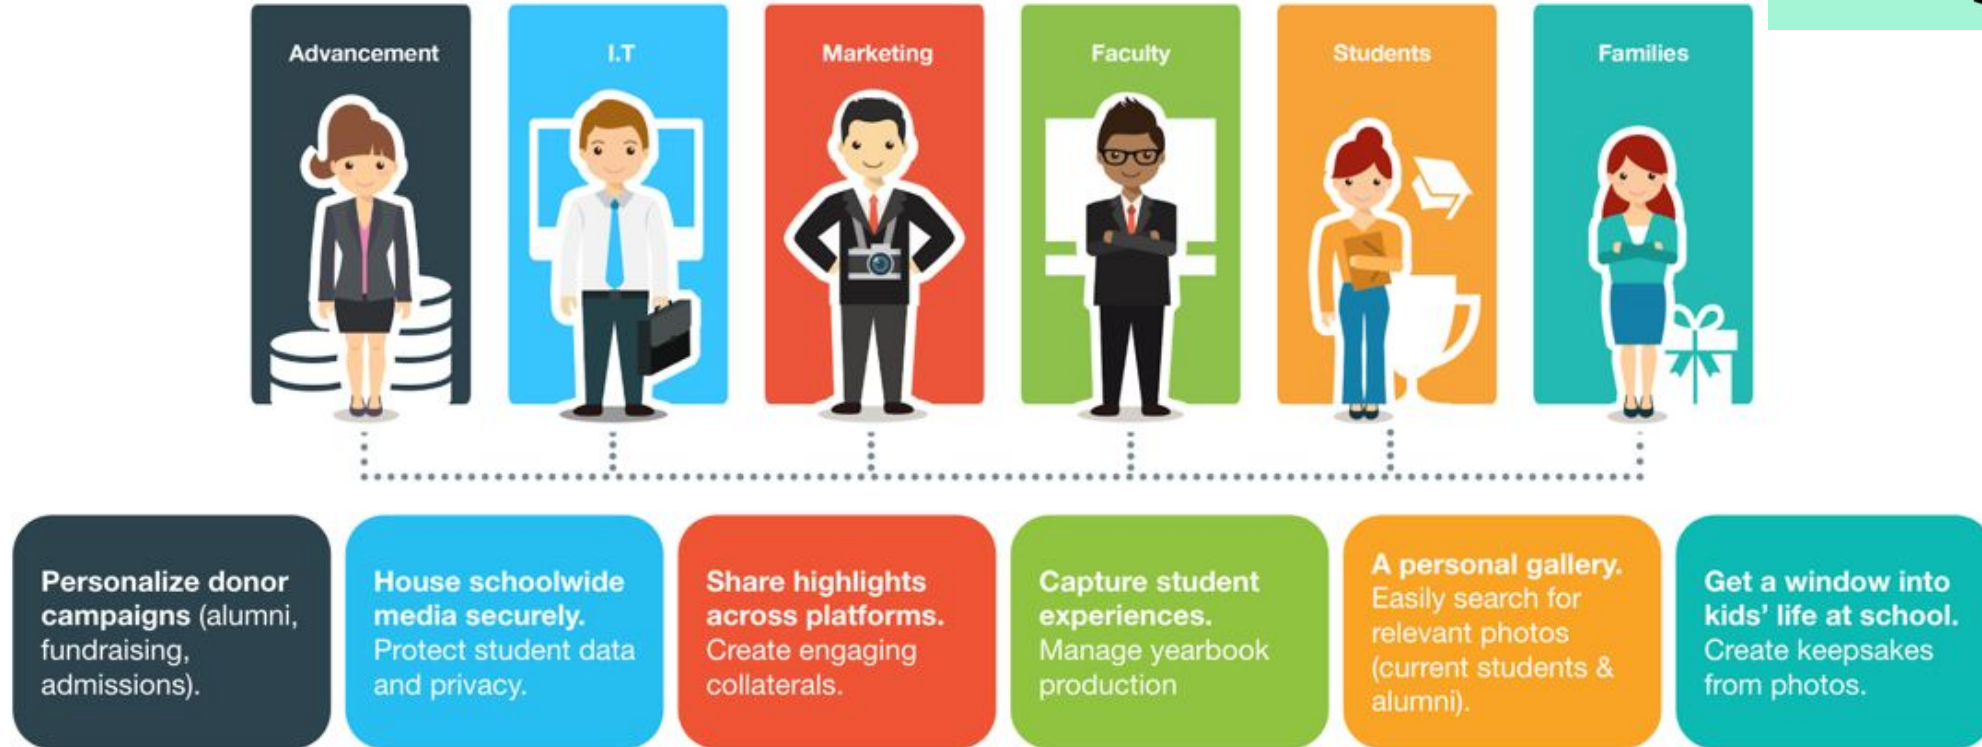 Advancement
I.T
Marketing
Faculty
Students
Families
Personalize donor
campaigns (alumni,
fundraising,
admissions).
House schoolwide
media securely.
Protect student data
and privacy.
Share highlights
across platforms.
Create engaging
collaterals.
Capture student
experiences.
Manage yearbook
production
A personal gallery.
Easily search for
relevant photos
(current students &
alumni).
Get a window into
kids' life at school.
Create keepsakes
from photos.